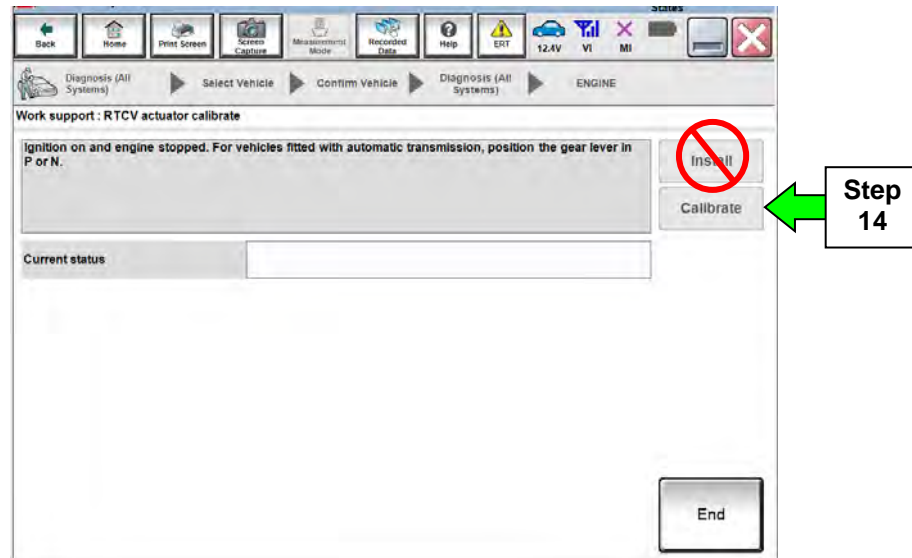 States
Back
Home
Print Screen
Screen
Capture
Measurement
Mode
Recorded
Data
Help
ERT
12.4V
VI
MI
Diagnosis (All
Systems)
Select Vehicle
Confirm Vehicle
Diagnosis (All
Systems)
ENGINE
Work support : RTCV actuator calibrate
Ignition on and engine stopped. For vehicles fitted with automatic transmission, position the gear lever in
P or N.
Install
Calibrate
Step
14
Current status
End